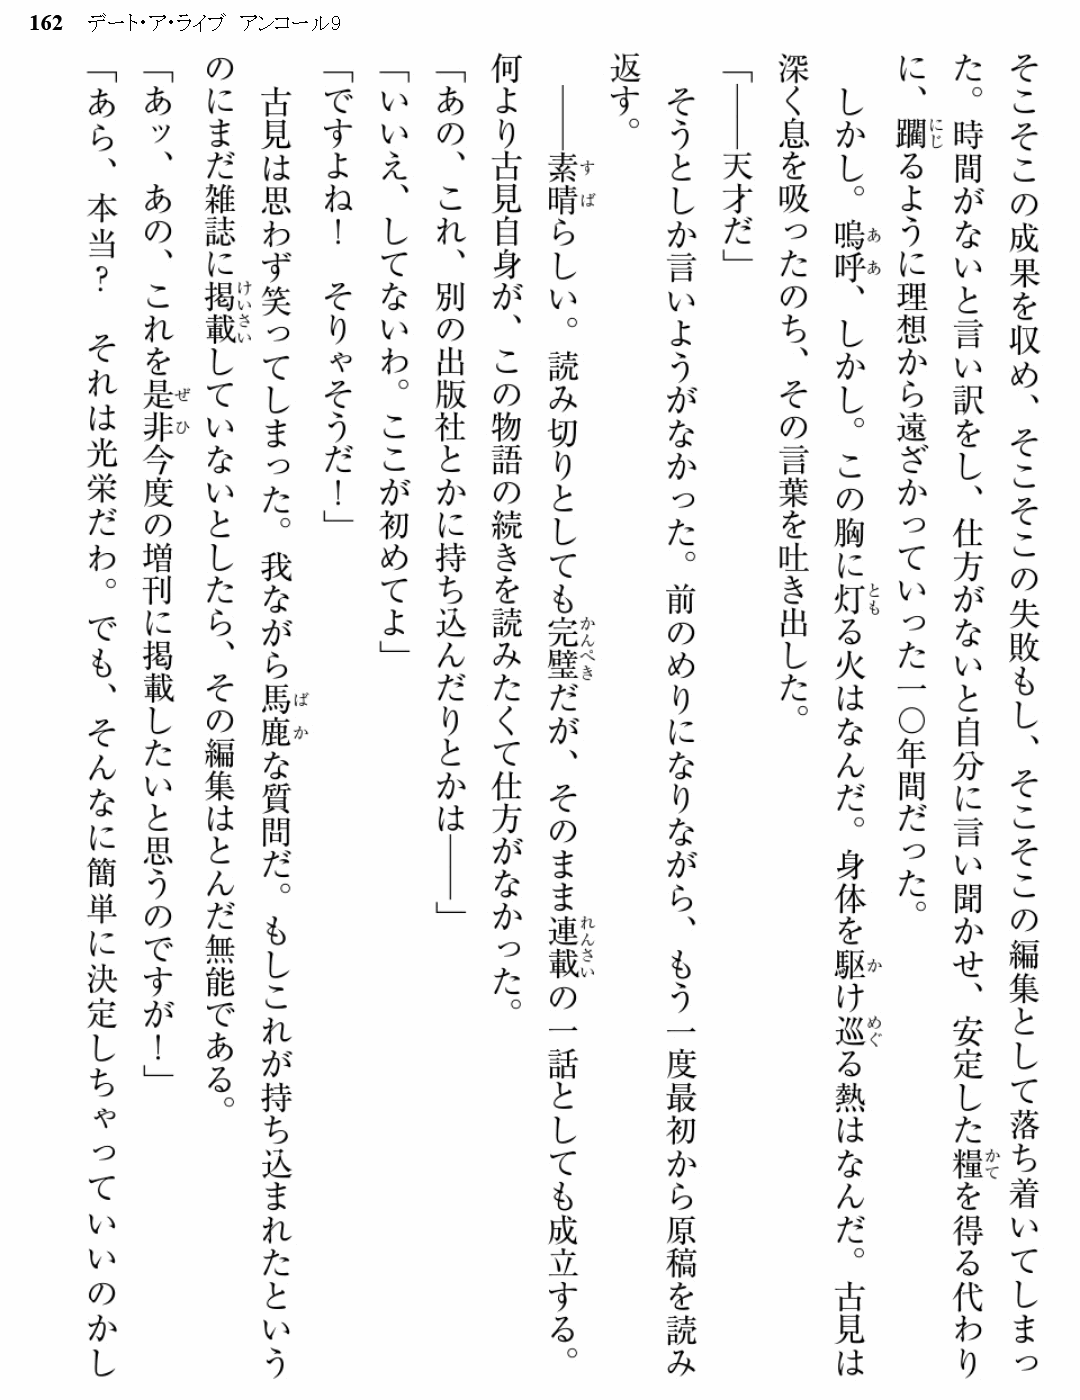 162 デート・ア・ライブ アンコール9
そこそこの成果を収め、そこそこの失敗もし、そこそこの編集として落ち着いてしまっ
た。時間がないと言い訳をし、仕方がないと自分に言い聞かせ、安定した糧を得る代わり
に、躙るように理想から遠ざかっていった一〇年間だった。
しかし。嗚呼、しかし。この胸に灯る火はなんだ。身体を駆け巡る熱はなんだ。古見は
深く息を吸ったのち、その言葉を吐き出した。
「――天才だ」
そうとしか言いようがなかった。前のめりになりながら、もう一度最初から原稿を読み
返す。
――素晴らしい。読み切りとしても完璧だが、そのまま連載の一話としても成立する。
何より古見自身が、この物語の続きを読みたくて仕方がなかった。
「あの、これ、別の出版社とかに持ち込んだりとかは――」
「いいえ、してないわ。ここが初めてよ」
「ですよね！　そりゃそうだ！」
古見は思わず笑ってしまった。我ながら馬鹿な質問だ。もしこれが持ち込まれたという
のにまだ雑誌に掲載していないとしたら、その編集はとんだ無能である。
「あッ、あの、これを是非今度の増刊に掲載したいと思うのですが！」
「あら、本当？　それは光栄だわ。でも、そんなに簡単に決定しちゃっていいのかし